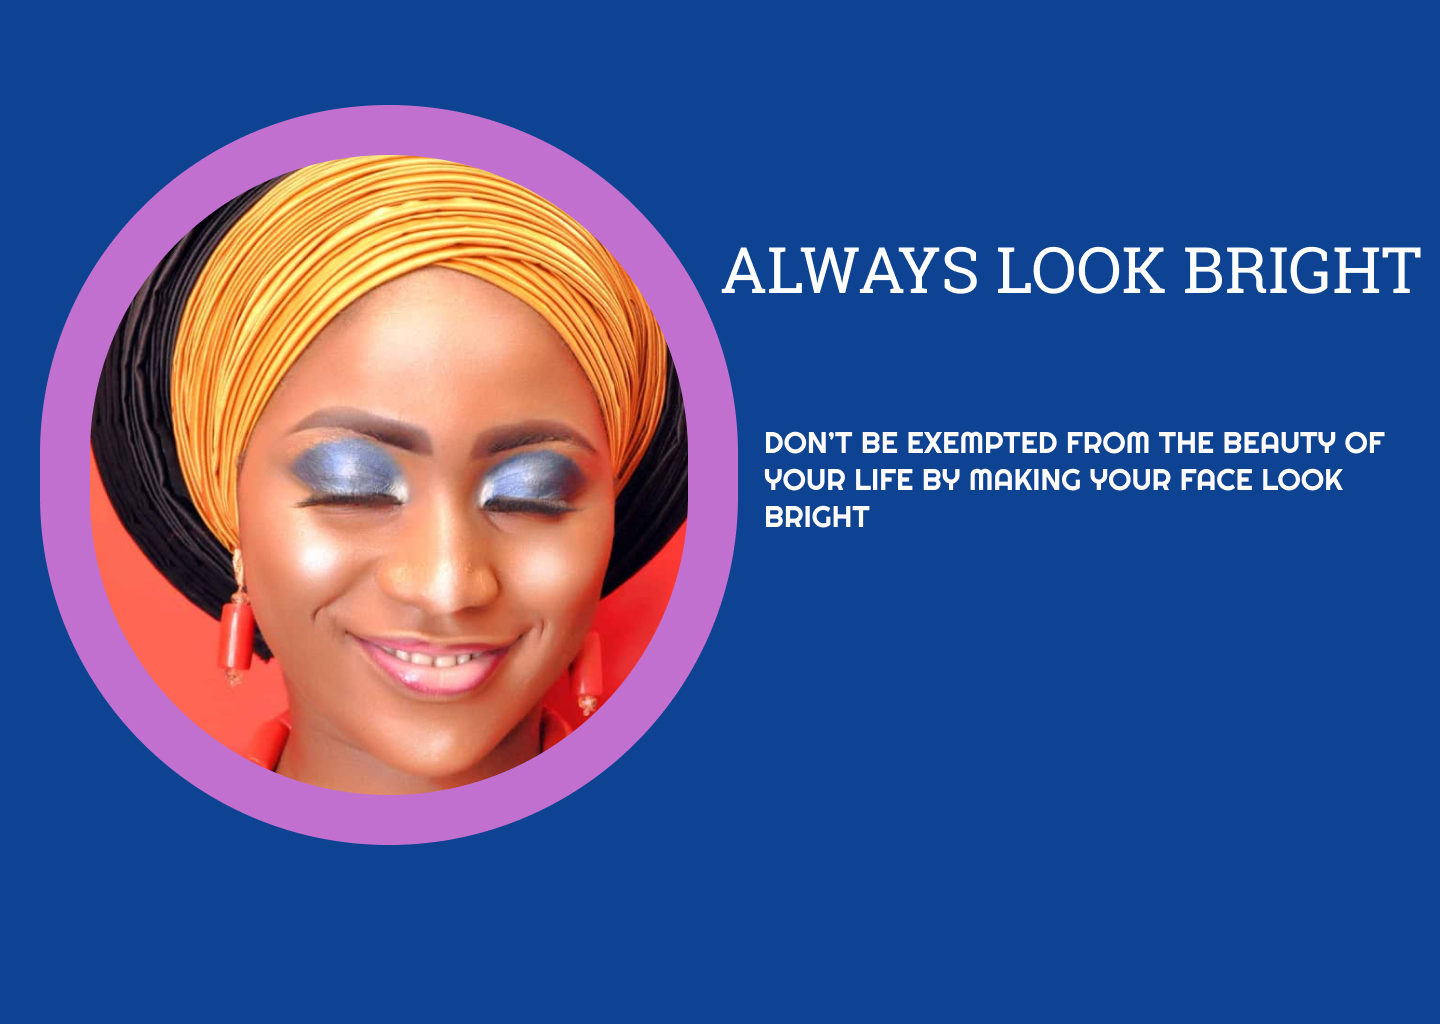 ALWAYS LOOK BRIGHT
DON'T BE EXEMPTED FROM THE BEAUTY OF
YOUR LIFE BY MAKING YOUR FACE LOOK
BRIGHT